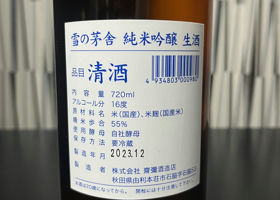 雪の茅舎 純米吟醸 生酒
品目 清酒
4 934803 000980
内容量 720ml
アルコール分 16度
原材料名 米(国産)、米麹(国産米)
精米歩合 55%
使用酵母 自社酵母
保存方法 要冷蔵
製造年月 2023.12
製造者 株式会社 齋彌酒造店
秋田県由利本荘市石脇字石脇53